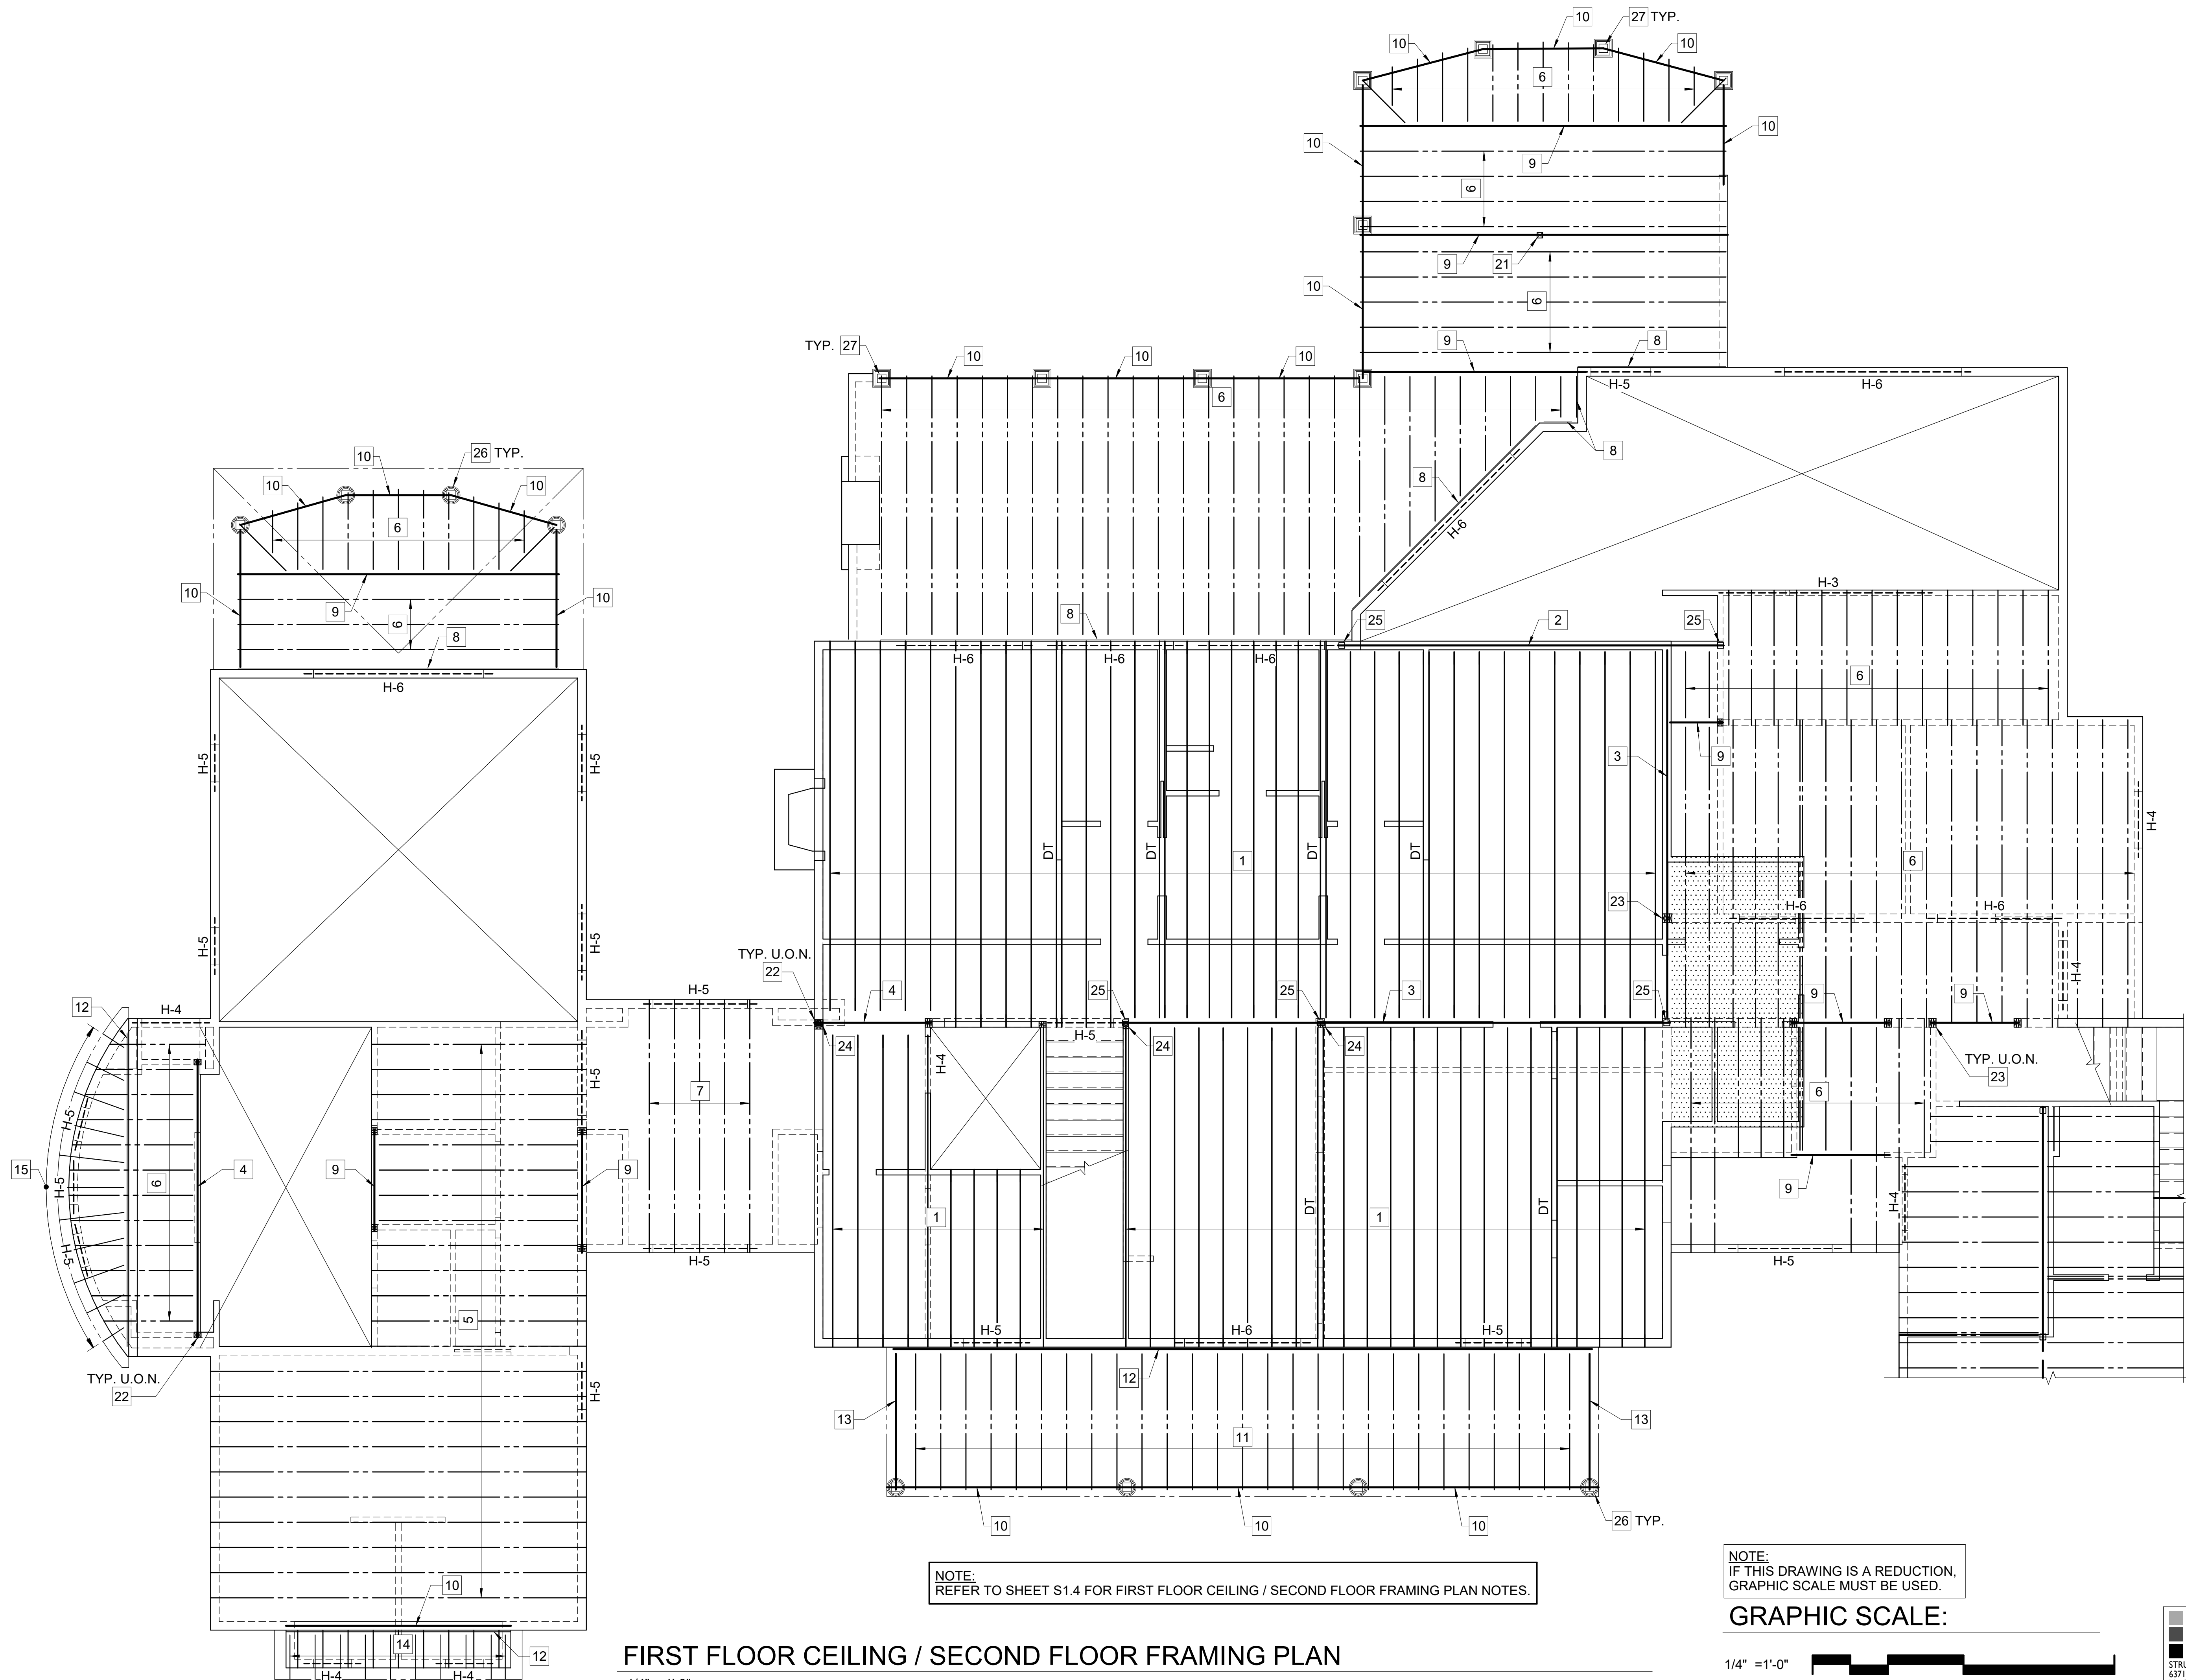 10
27 TYP.
10
10
6
10
10
9
6
9
21
6
10
9
8
TYP. 27
10
10
10
6
H-5
H-6
8
8
H-6
10
26 TYP.
10
10
6
10
9
6
10
8
H-6
8
25
2
25
H-3
H-6
H-6
H-6
6
H-5
H-5
3
9
H-4
DT
DT
DT
DT
1
6
H-5
H-5
23
H-6
H-6
TYP. U.O.N.
22
H-4
12
H-4
H-5
4
25
25
3
25
9
9
24
H-5
24
24
H-4
TYP. U.O.N.
23
H-5
7
6
H-5
15
H-5
6
4
9
9
9
H-4
1
DT
1
DT
H-5
H-5
H-5
5
H-5
H-6
H-5
12
TYP. U.O.N.
22
H-5
13
13
11
10
10
10
26 TYP.
10
14
12
H-4
H-4
NOTE:
REFER TO SHEET S1.4 FOR FIRST FLOOR CEILING / SECOND FLOOR FRAMING PLAN NOTES.
NOTE:
IF THIS DRAWING IS A REDUCTION,
GRAPHIC SCALE MUST BE USED.
GRAPHIC SCALE:
FIRST FLOOR CEILING / SECOND FLOOR FRAMING PLAN
1/4" =1'-0"
STRU
6371